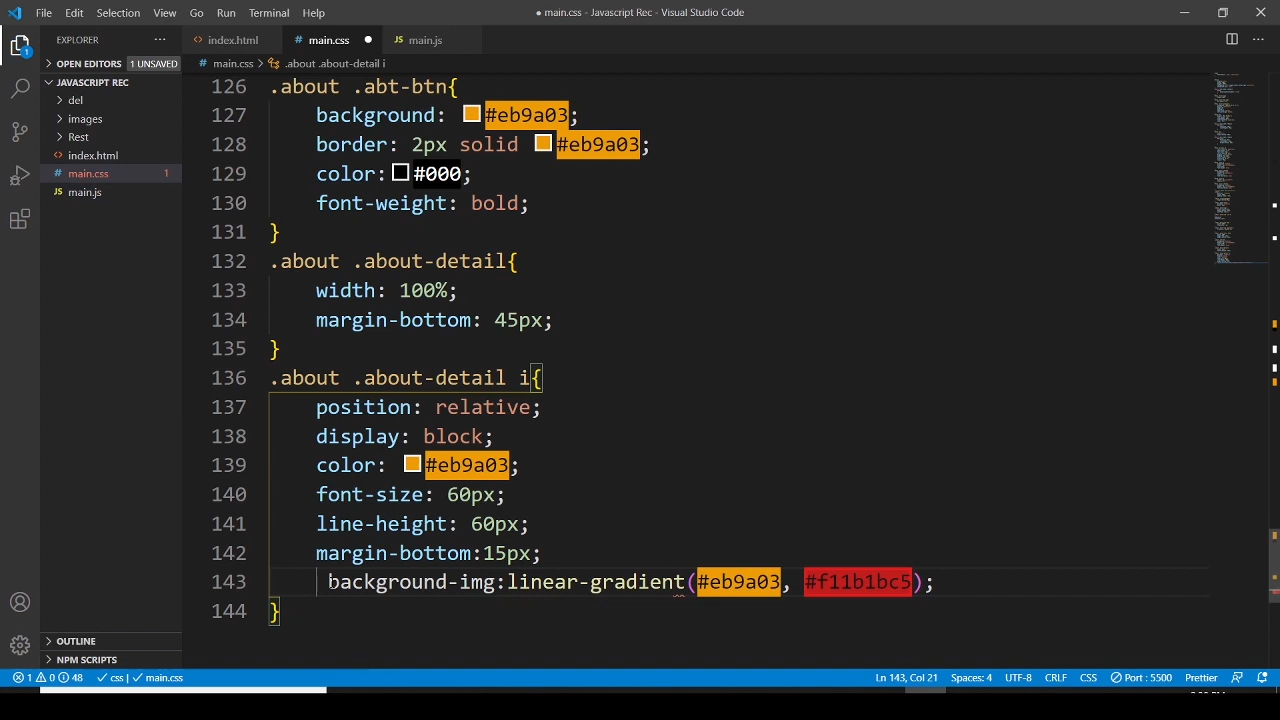 File Edit Selection View Go Run Terminal Help
● main.css - Javascript Rec - Visual Studio Code
EXPLORER
index.html
main.css
main.js
OPEN EDITORS 1 UNSAVED
main.css > .about .about-detail i
JAVASCRIPT REC
del
images
Rest
index.html
main.css 1
main.js
1
126 .about .abt-btn{
127 background: #eb9a03;
128 border: 2px solid #eb9a03;
129 color: #000;
130 font-weight: bold;
131 }
132 .about .about-detail{
133 width: 100%;
134 margin-bottom: 45px;
135 }
136 .about .about-detail i{
137 position: relative;
138 display: block;
139 color: #eb9a03;
140 font-size: 60px;
141 line-height: 60px;
142 margin-bottom:15px;
143 background-img:linear-gradient(#eb9a03, #f11b1bc5);
144 }
OUTLINE
NPM SCRIPTS
1 0 48 css | main.css Ln 143, Col 21 Spaces: 4 UTF-8 CRLF CSS Port : 5500 Prettier